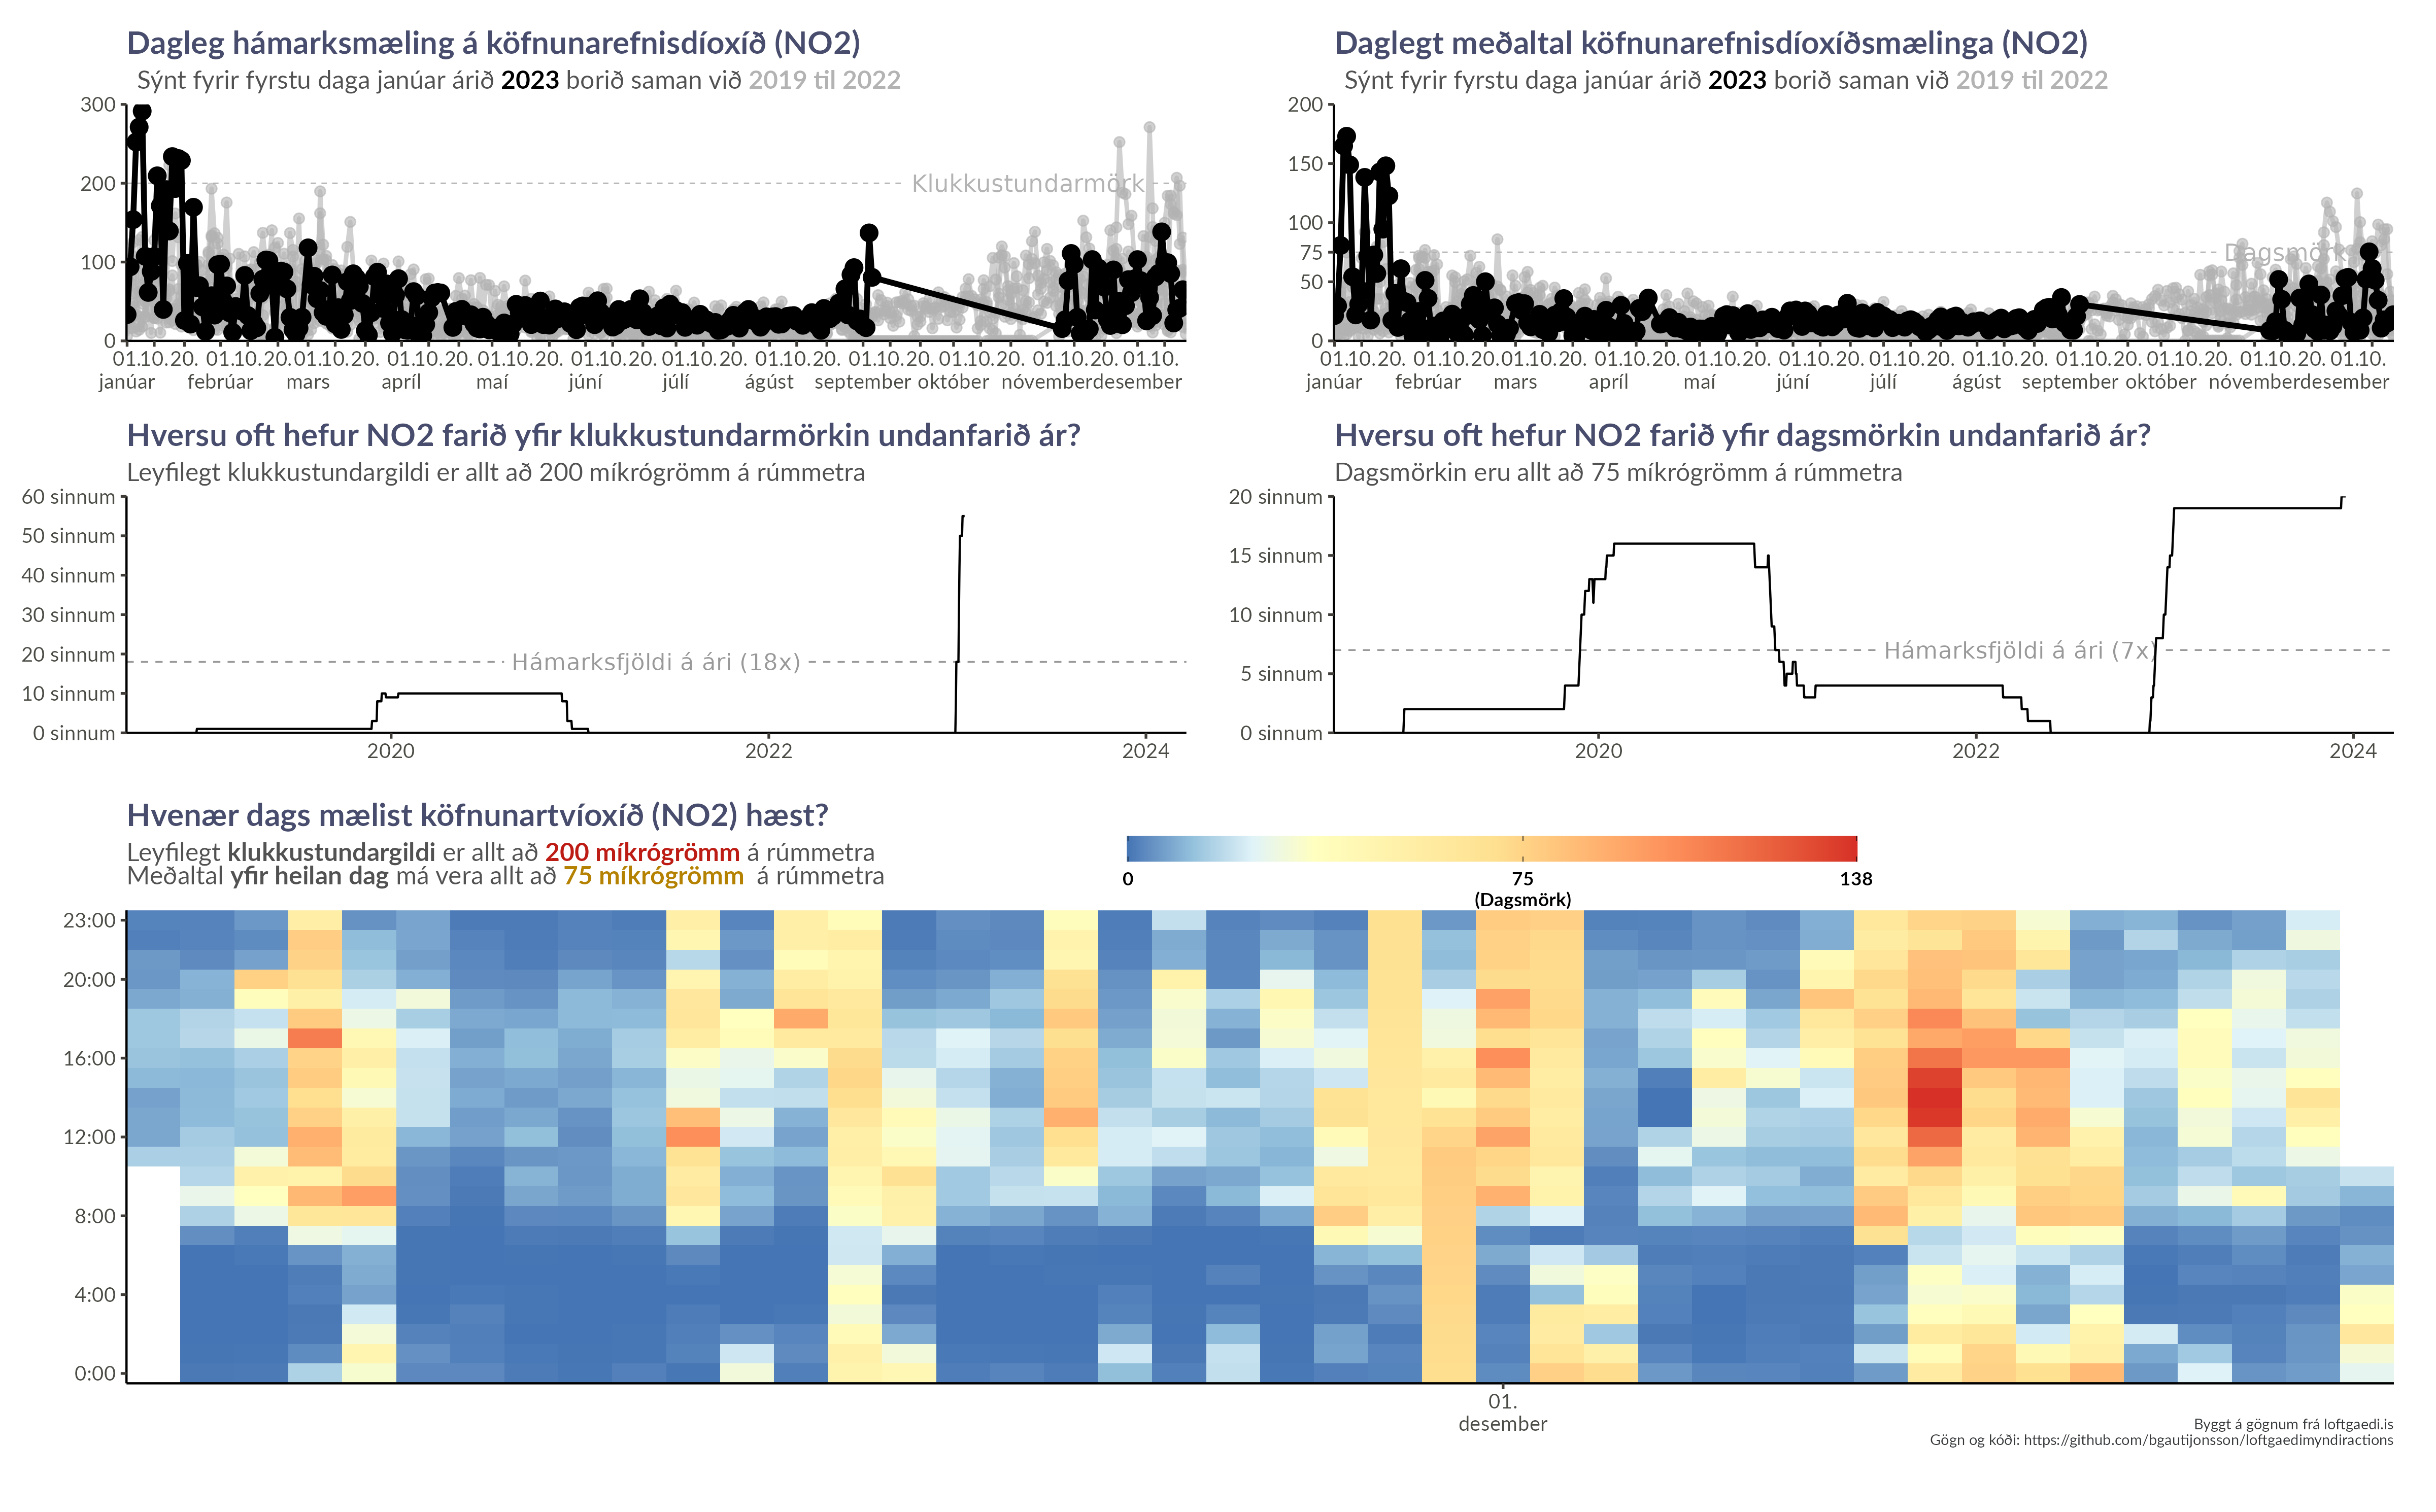 Dagleg hámarksmæling á köfnunarefnisdíoxíð (NO2)
Sýnt fyrir fyrstu daga janúar árið 2023 borið saman við 2019 til 2022
300
200
100
0
Klukkustundarmörk
01.10.20. 01.10.20. 01.10.20. 01.10.20. 01.10.20. 01.10.20. 01.10.20. 01.10.20. 01.10.20. 01.10.20. 01.10.20. 01.10.
janúar febrúar mars apríl maí júní júlí ágúst september október nóvember desember
Daglegt meðaltal köfnunarefnisdíoxíðsmælinga (NO2)
Sýnt fyrir fyrstu daga janúar árið 2023 borið saman við 2019 til 2022
200
150
100
75
50
0
Dagsmörk
01.10.20. 01.10.20. 01.10.20. 01.10.20. 01.10.20. 01.10.20. 01.10.20. 01.10.20. 01.10.20. 01.10.20. 01.10.20. 01.10.
janúar febrúar mars apríl maí júní júlí ágúst september október nóvember desember
Hversu oft hefur NO2 farið yfir klukkustundarmörkin undanfarið ár?
Leyfilegt klukkustundargildi er allt að 200 míkrógrömm á rúmmetra
60 sinnum
50 sinnum
40 sinnum
30 sinnum
20 sinnum
10 sinnum
0 sinnum
Hámarksfjöldi á ári (18x)
2020 2022 2024
Hversu oft hefur NO2 farið yfir dagsmörkin undanfarið ár?
Dagsmörkin eru allt að 75 míkrógrömm á rúmmetra
20 sinnum
15 sinnum
10 sinnum
5 sinnum
0 sinnum
Hámarksfjöldi á ári (7x)
2020 2022 2024
Hvenær dags mælist köfnunartvíoxíð (NO2) hæst?
Leyfilegt klukkustundargildi er allt að 200 míkrógrömm á rúmmetra
Meðaltal yfir heilan dag má vera allt að 75 míkrógrömm á rúmmetra
0 75 138
(Dagsmörk)
23:00
20:00
16:00
12:00
8:00
4:00
0:00
01.
desember
Byggt á gögnum frá loftgaedi.is
Gögn og kóði: https://github.com/bgautijonsson/loftgaedimyndiractions